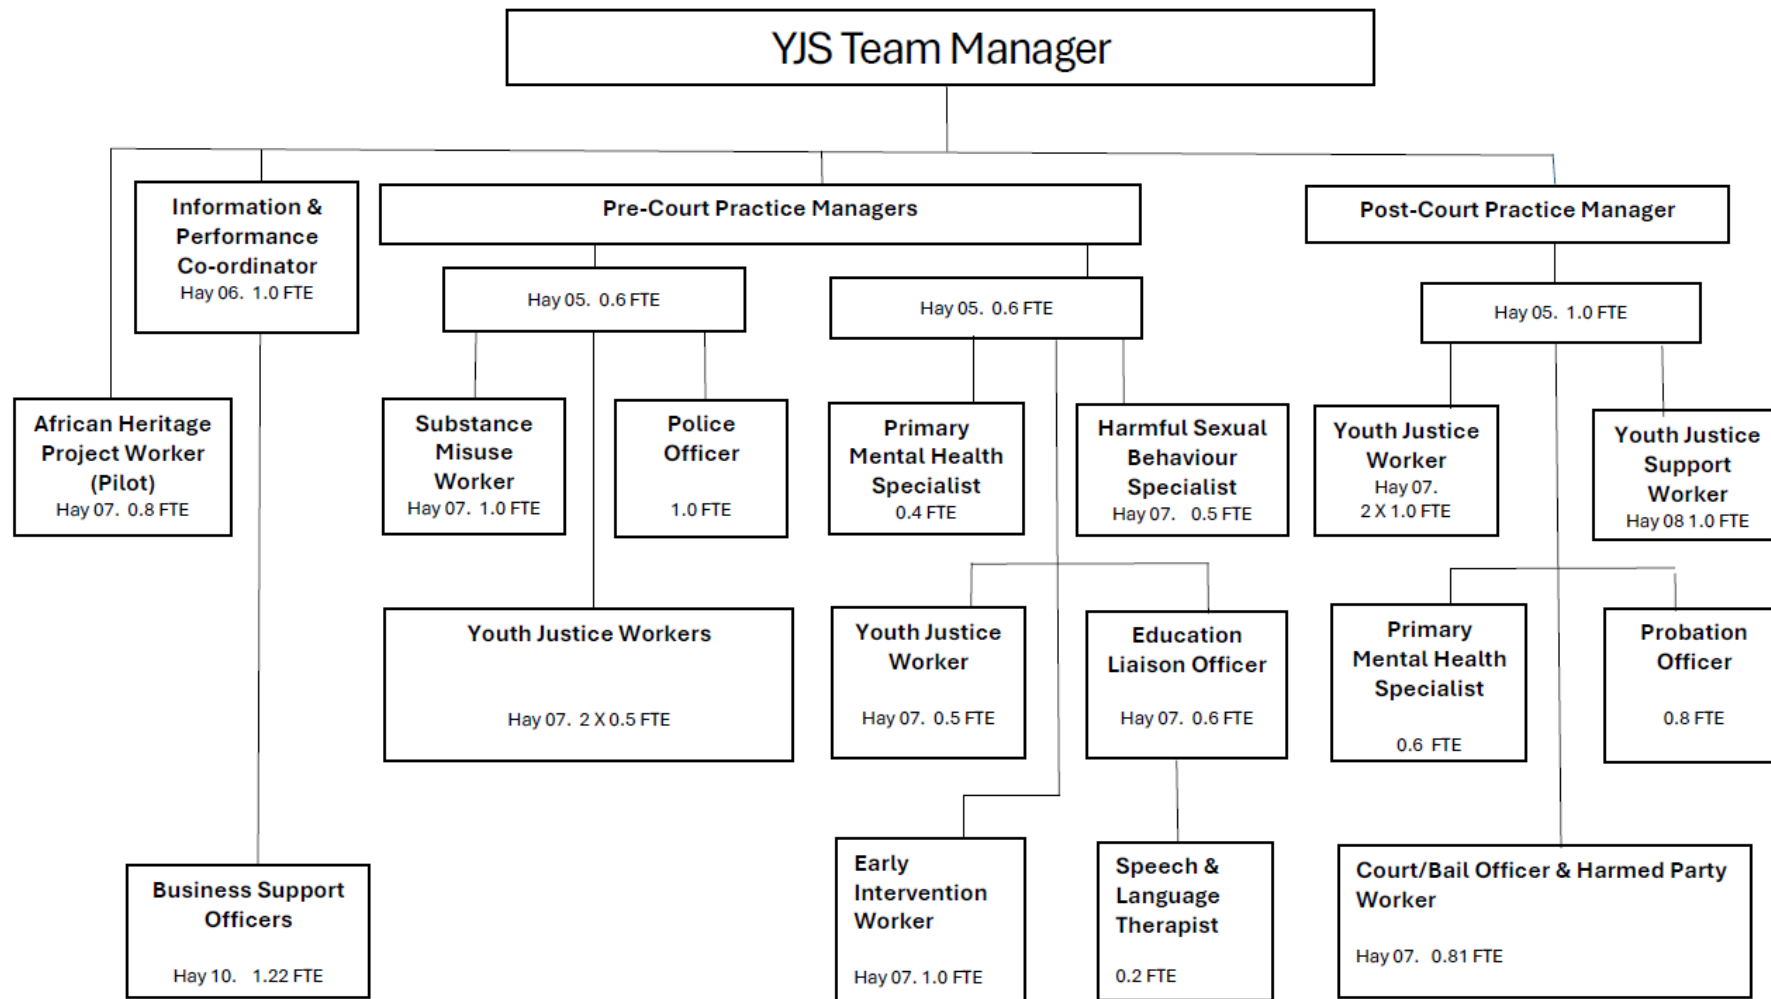 YJS Team Manager
Information &
Performance
Co-ordinator
Hay 06. 1.0 FTE
Pre-Court Practice Managers
Post-Court Practice Manager
Hay 05. 0.6 FTE
Hay 05. 0.6 FTE
Hay 05. 1.0 FTE
African Heritage
Project Worker
(Pilot)
Hay 07. 0.8 FTE
Substance
Misuse
Worker
Hay 07. 1.0 FTE
Police
Officer
1.0 FTE
Primary
Mental Health
Specialist
0.4 FTE
Harmful Sexual
Behaviour
Specialist
Hay 07. 0.5 FTE
Youth Justice
Worker
Hay 07.
2 X 1.0 FTE
Youth Justice
Support
Worker
Hay 08 1.0 FTE
Youth Justice Workers
Hay 07. 2 X 0.5 FTE
Youth Justice
Worker
Hay 07. 0.5 FTE
Education
Liaison Officer
Hay 07. 0.6 FTE
Primary
Mental Health
Specialist
0.6 FTE
Probation
Officer
0.8 FTE
Business Support
Officers
Hay 10. 1.22 FTE
Early
Intervention
Worker
Hay 07. 1.0 FTE
Speech &
Language
Therapist
0.2 FTE
Court/Bail Officer & Harmed Party
Worker
Hay 07. 0.81 FTE